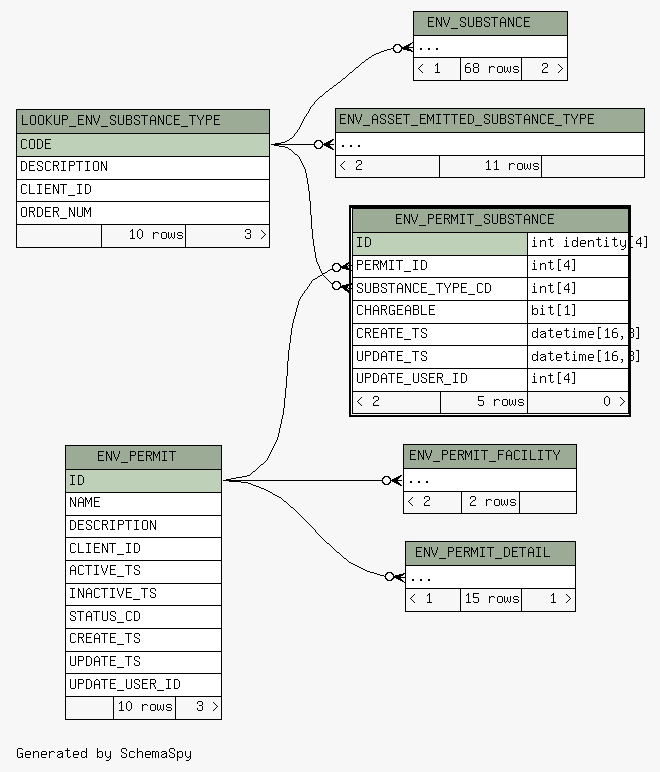 ENV_SUBSTANCE
...
< 1 68 rows 2 >
LOOKUP_ENV_SUBSTANCE_TYPE
CODE
DESCRIPTION
CLIENT_ID
ORDER_NUM
10 rows 3 >
ENV_ASSET_EMITTED_SUBSTANCE_TYPE
...
< 2 11 rows
ENV_PERMIT_SUBSTANCE
ID int identity[4]
PERMIT_ID int[4]
SUBSTANCE_TYPE_CD int[4]
CHARGEABLE bit[1]
CREATE_TS datetime[16,3]
UPDATE_TS datetime[16,3]
UPDATE_USER_ID int[4]
< 2 5 rows 0 >
ENV_PERMIT
ID
NAME
DESCRIPTION
CLIENT_ID
ACTIVE_TS
INACTIVE_TS
STATUS_CD
CREATE_TS
UPDATE_TS
UPDATE_USER_ID
10 rows 3 >
ENV_PERMIT_FACILITY
...
< 2 2 rows
ENV_PERMIT_DETAIL
...
< 1 15 rows 1 >
Generated by SchemaSpy